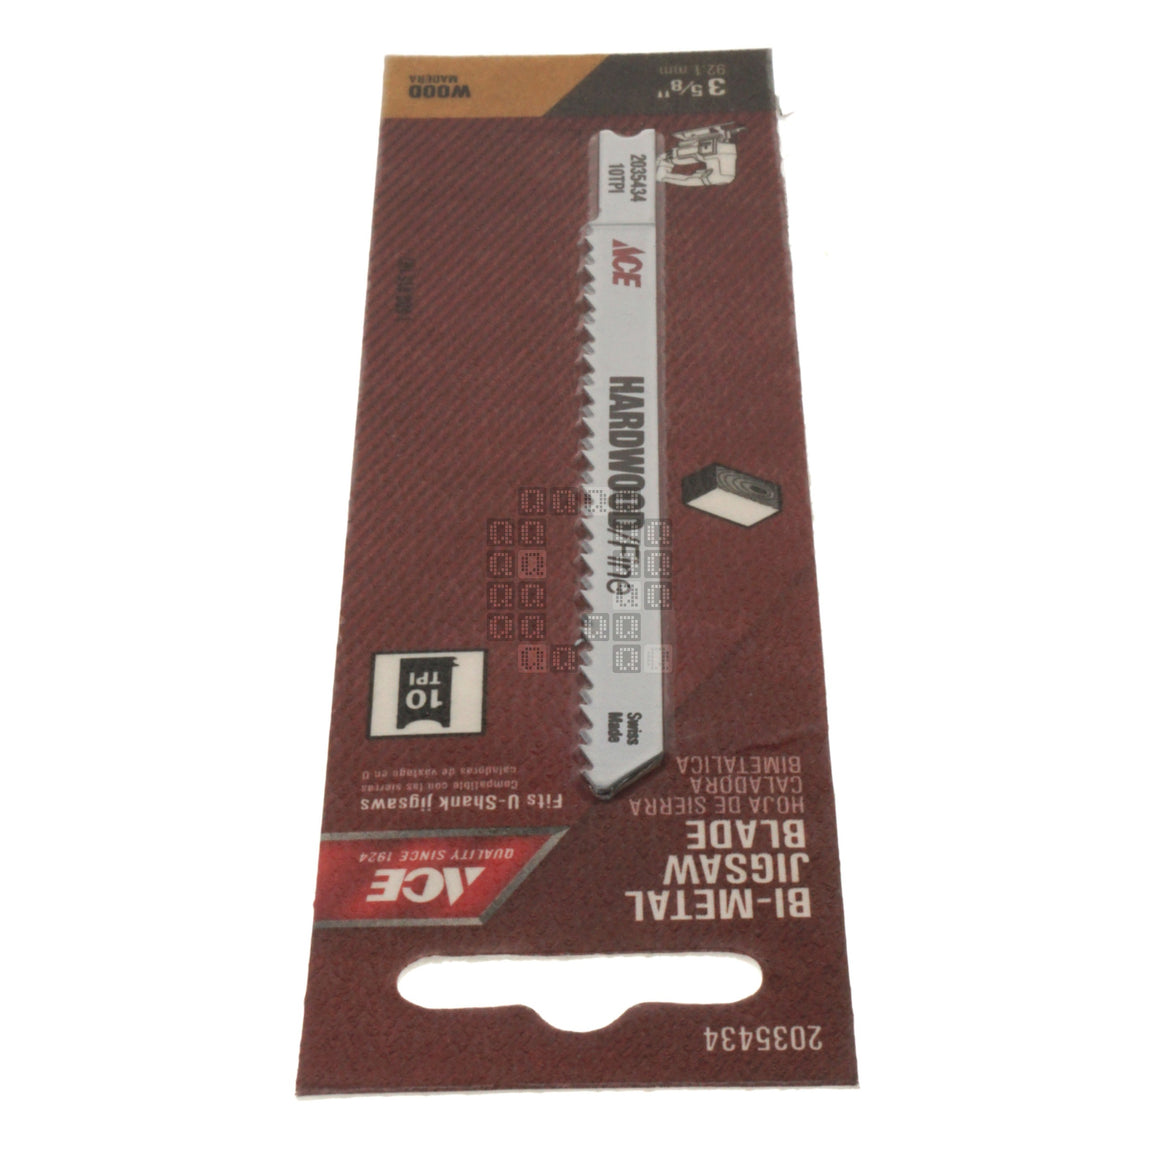 2035434
BI-METAL
JIGSAW
BLADE
HOJA DE SIERRA
CALADORA
BIMETALICA
ACE
QUALITY SINCE 1924
Fits U-Shank jigsaws
Compatible con las sierras
caladoras de vástago en U
10
TPI
2035434
10TPI
ACE
HARDWOOD/Fine
Swiss
Made
3 5/8"
92.1 mm
WOOD
MADERA